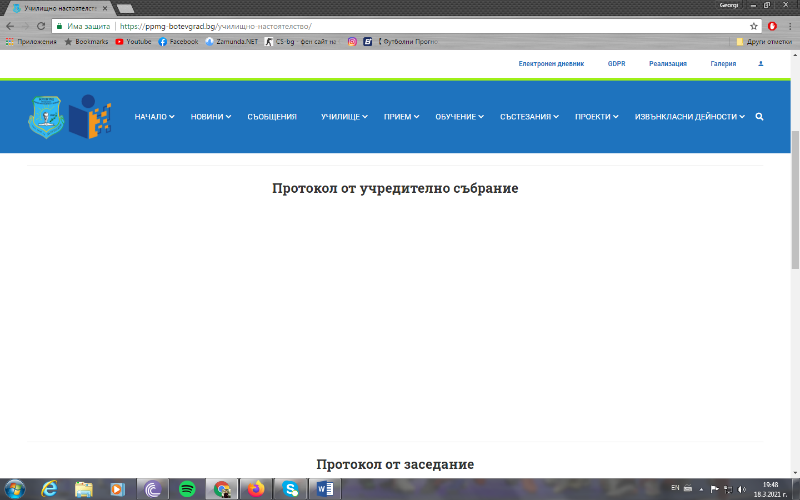 Georgi
Училищно настоятелство
Има защита | https://ppmg-botevgrad.bg/училищно-настоятелство/
Приложения Bookmarks Youtube Facebook Zamunda.NET CS-bg - фен сайт на Футболни Прогно Други отметки
Електронен дневник GDPR Реализация Галерия
НАЧАЛО НОВИНИ СЪОБЩЕНИЯ УЧИЛИЩЕ ПРИЕМ ОБУЧЕНИЕ СЪСТЕЗАНИЯ ПРОЕКТИ ИЗВЪНКЛАСНИ ДЕЙНОСТИ
Протокол от учредително събрание
Протокол от заседание
EN 19:48
18.3.2021 г.